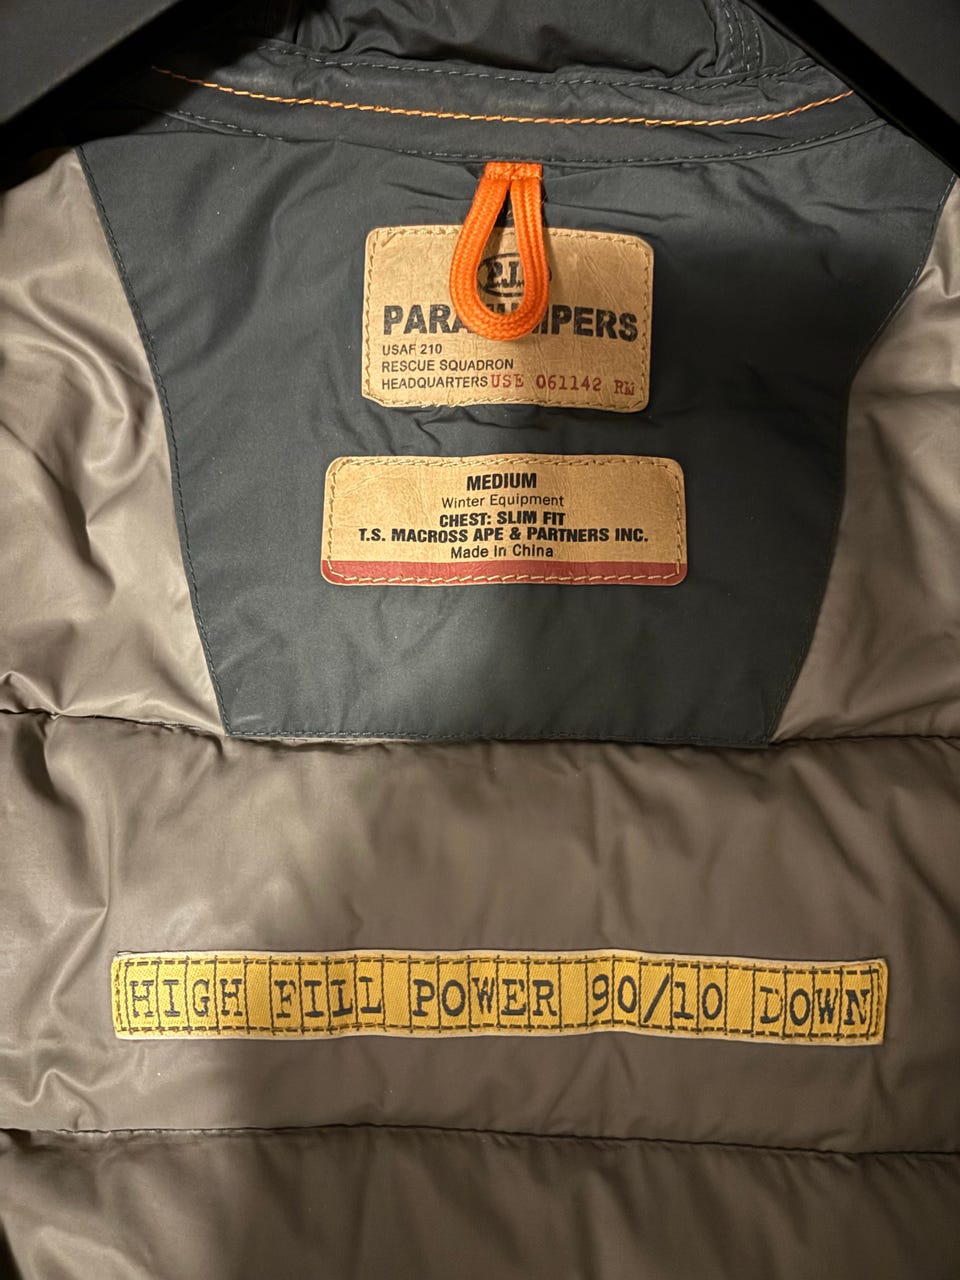 P.J.
PARAJUMPERS
USAF 210
RESCUE SQUADRON
HEADQUARTERS USE 061142 RM
MEDIUM
Winter Equipment
CHEST: SLIM FIT
T.S. MACROSS APE & PARTNERS INC.
Made In China
HIGH FILL POWER 90/10 DOWN